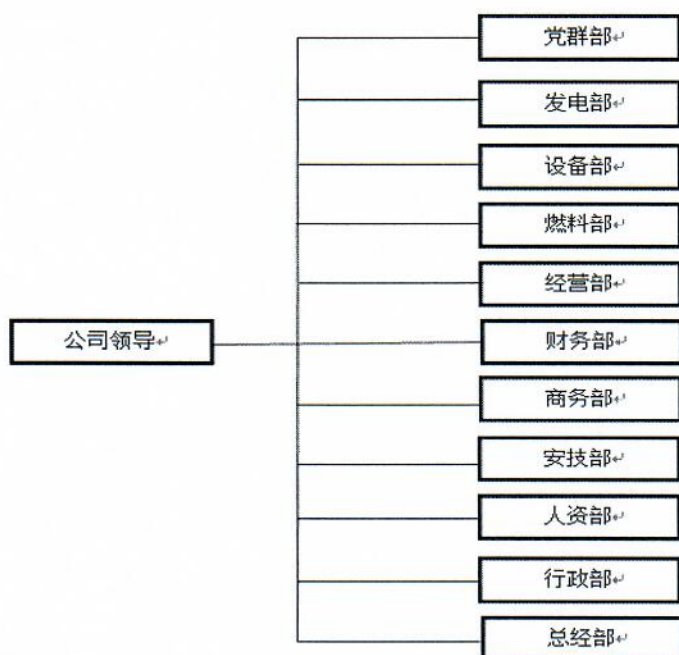 党群部
发电部
设备部
燃料部
经营部
公司领导
财务部
商务部
安技部
人资部
行政部
总经部